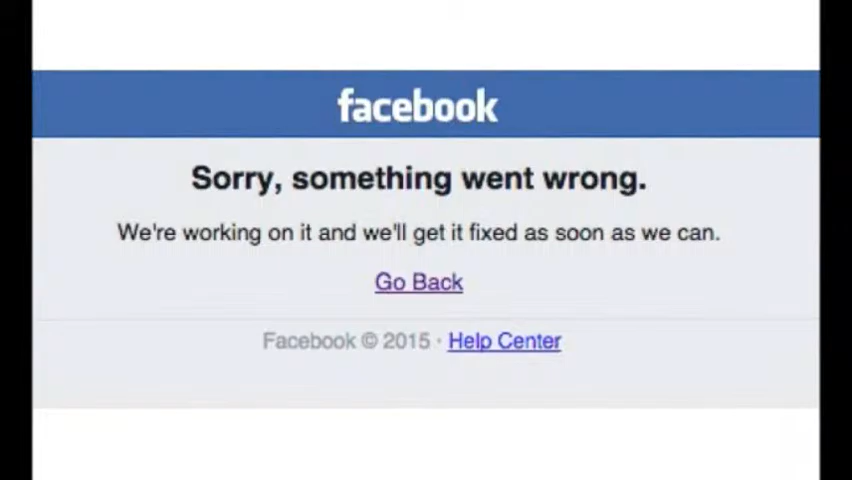 facebook
Sorry, something went wrong.
We're working on it and we'll get it fixed as soon as we can.
Go Back
Facebook © 2015 · Help Center